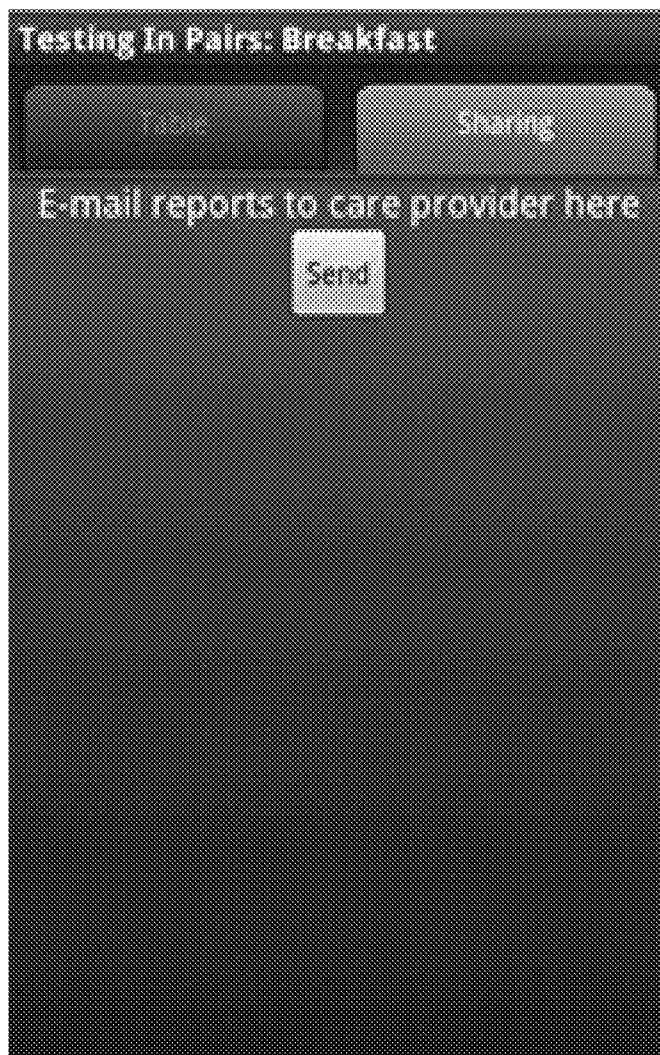 Testing In Pairs: Breakfast
Table
Sharing
E-mail reports to care provider here
Send